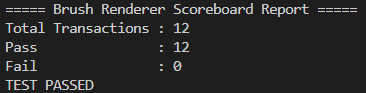 ===== Brush Renderer Scoreboard Report =====
Total Transactions : 12
Pass               : 12
Fail               : 0
TEST PASSED